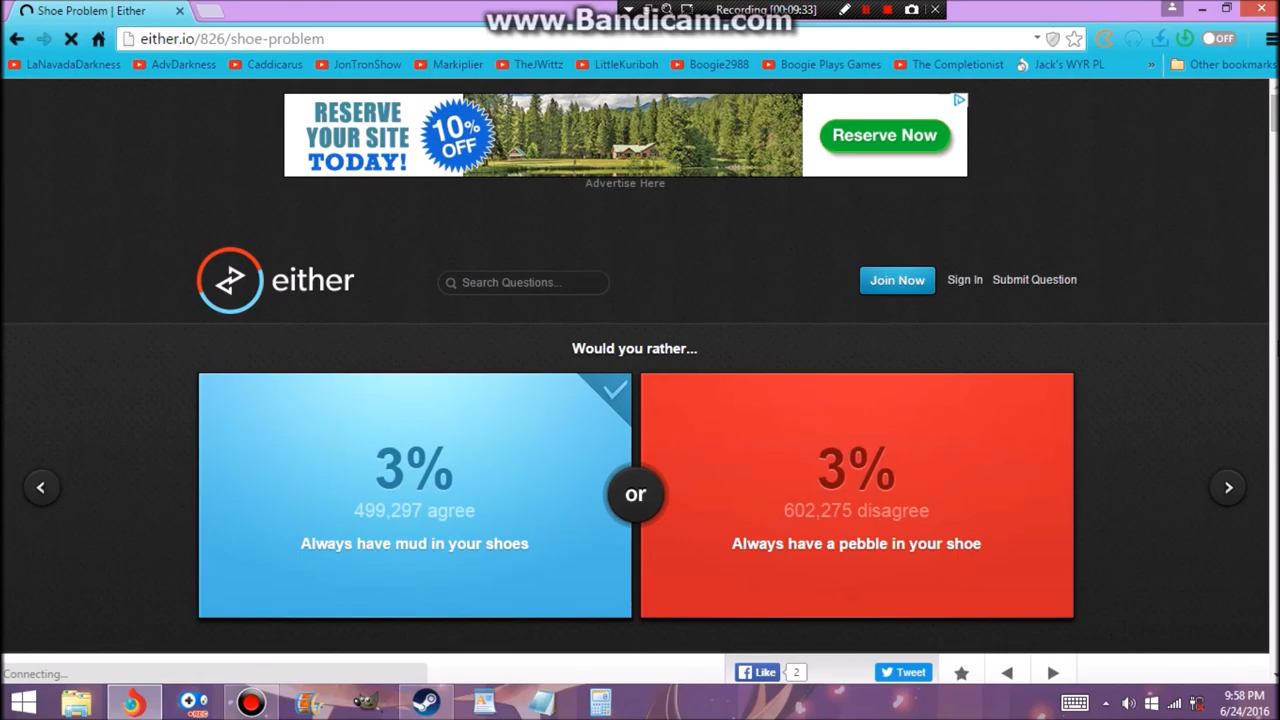 Shoe Problem | Either
www.Bandicam.com
Recording [00:09:33]
either.io/826/shoe-problem
OFF
LaNavadaDarkness
AdvDarkness
Caddicarus
JonTronShow
Markiplier
TheJWittz
LittleKuriboh
Boogie2988
Boogie Plays Games
The Completionist
Jack's WYR PL
»
Other bookmarks
RESERVE
YOUR SITE
TODAY!
10%
OFF
Reserve Now
Advertise Here
either
Search Questions...
Join Now
Sign In
Submit Question
Would you rather...
3%
499,297 agree
Always have mud in your shoes
or
3%
602,275 disagree
Always have a pebble in your shoe
Connecting...
Like
2
Tweet
OREC
9:58 PM
6/24/2016